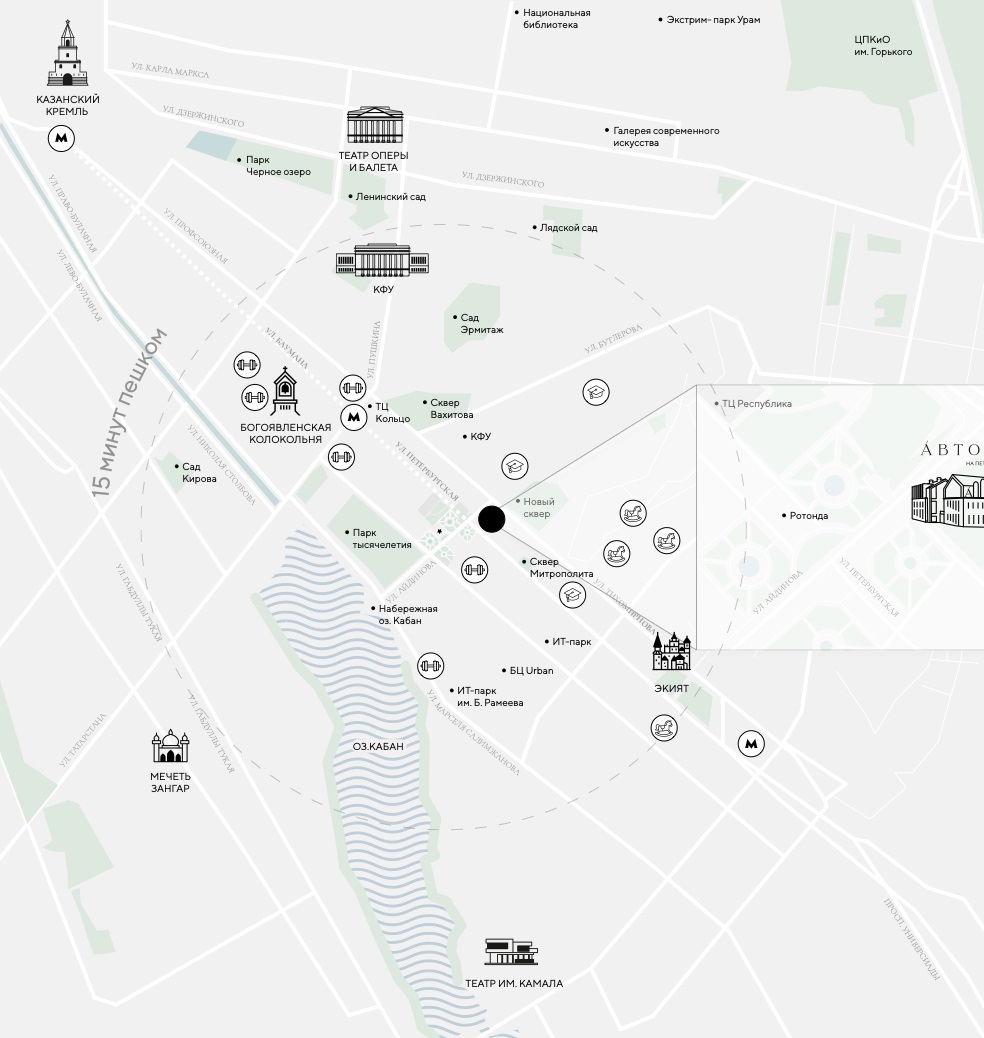 Национальная
библиотека
Экстрим- парк Урам
ЦПКиО
им. Горького
УЛ. КАРЛА МАРКСА
КАЗАНСКИЙ
КРЕМЛЬ
М
УЛ. ДЗЕРЖИНСКОГО
Галерея современного
искусства
ТЕАТР ОПЕРЫ
И БАЛЕТА
Парк
Черное озеро
УЛ. ДЗЕРЖИНСКОГО
Ленинский сад
УЛ. ПРАВО-БУЛАЧНАЯ
УЛ. ПРОФСОЮЗНАЯ
Лядской сад
УЛ. ЛЕВО-БУЛАЧНАЯ
КФУ
Сад
Эрмитаж
УЛ. БАУМАНА
УЛ. ПУШКИНА
УЛ. БУТЛЕРОВА
15 минут пешком
БОГОЯВЛЕНСКАЯ
КОЛОКОЛЬНЯ
М
ТЦ
Кольцо
Сквер
Вахитова
КФУ
ТЦ Республика
УЛ. НИКОЛАЯ СТОЛБОВА
УЛ. ПЕТЕРБУРГСКАЯ
Сад
Кирова
АВТО
НА ПЕТ
Новый
сквер
Ротонда
Парк
тысячелетия
Сквер
Митрополита
УЛ. АЙДИНОВА
УЛ. ТИХОМИРНОВА
УЛ. АЙДИНОВА
УЛ. ПЕТЕРБУРГСКАЯ
УЛ. ГАБДУЛЛЫ ТУКАЯ
Набережная
оз. Кабан
ИТ-парк
БЦ Urban
ЭКИЯТ
ИТ-парк
им. Б. Рамеева
УЛ. МАРСЕЛЯ САЛИМЖАНОВА
УЛ. ГАБДУЛЛЫ ТУКАЯ
УЛ. ТАТАРСТАНА
ОЗ.КАБАН
М
МЕЧЕТЬ
ЗАНГАР
ПРОСП. УНИВЕРСИАДЫ
ТЕАТР ИМ. КАМАЛА